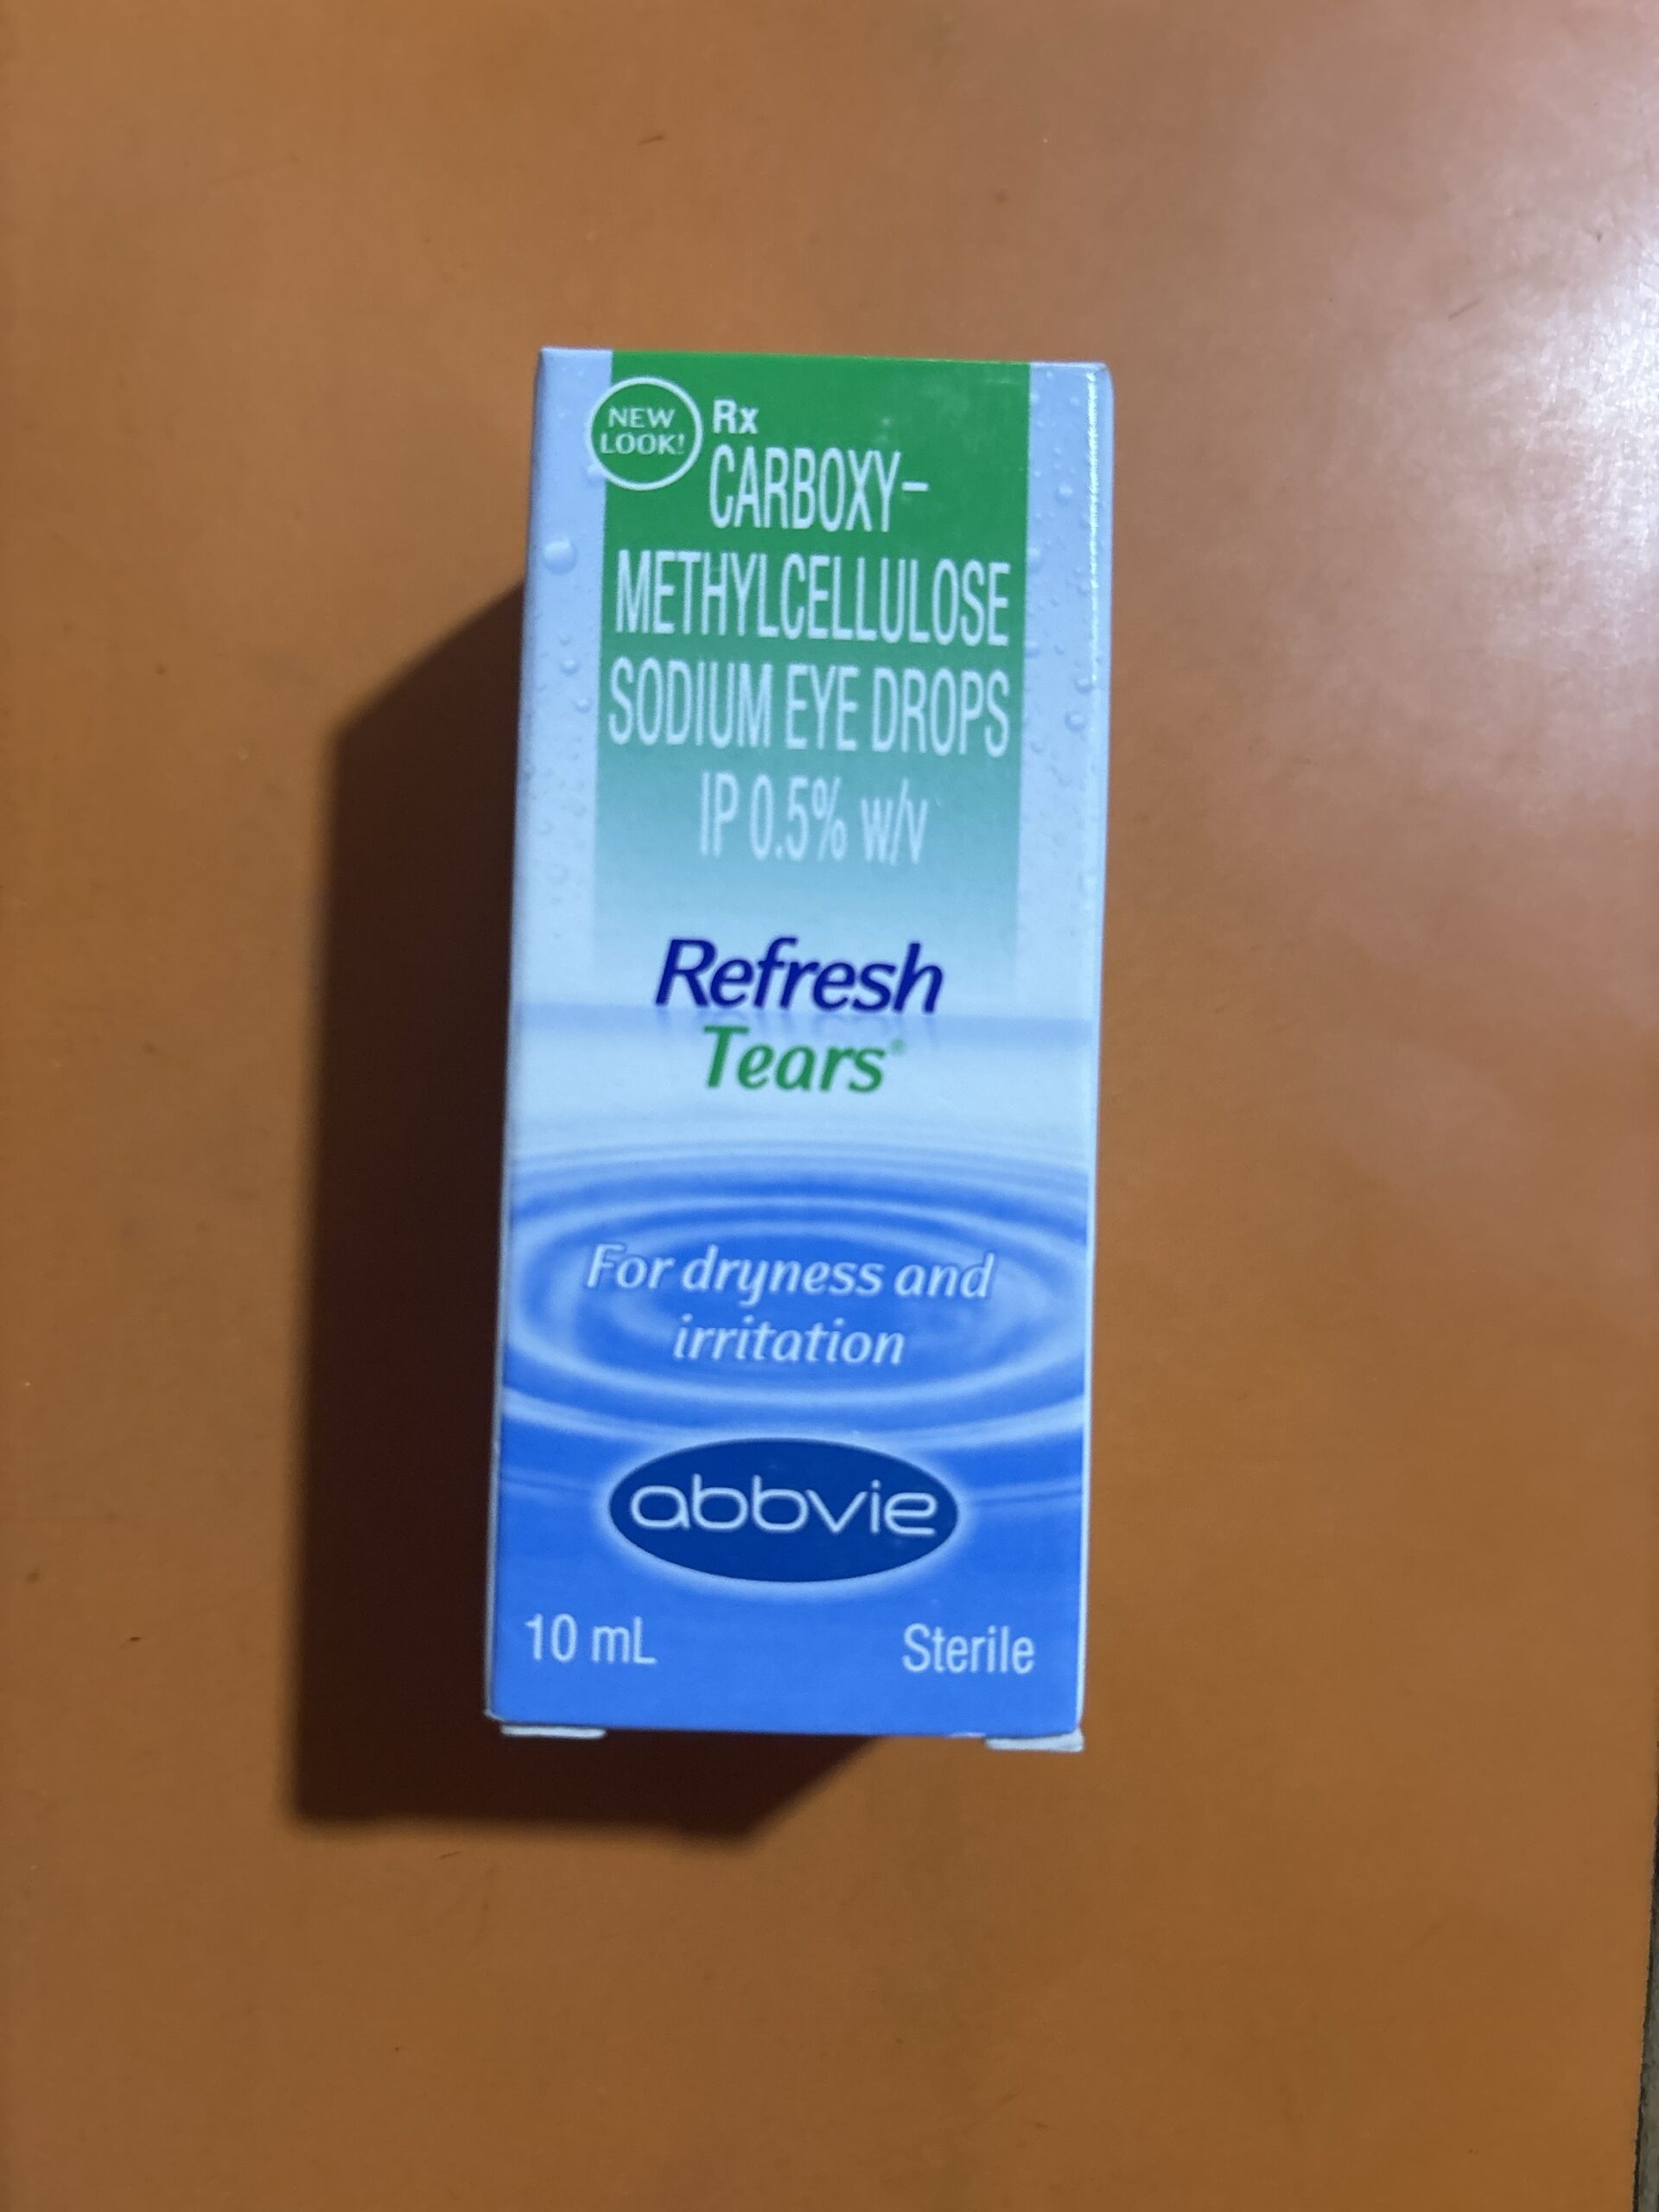 NEW
LOOK!
Rx
CARBOXY-
METHYLCELLULOSE
SODIUM EYE DROPS
IP 0.5% w/v
Refresh
Tears®
For dryness and
irritation
abbvie
10 mL
Sterile